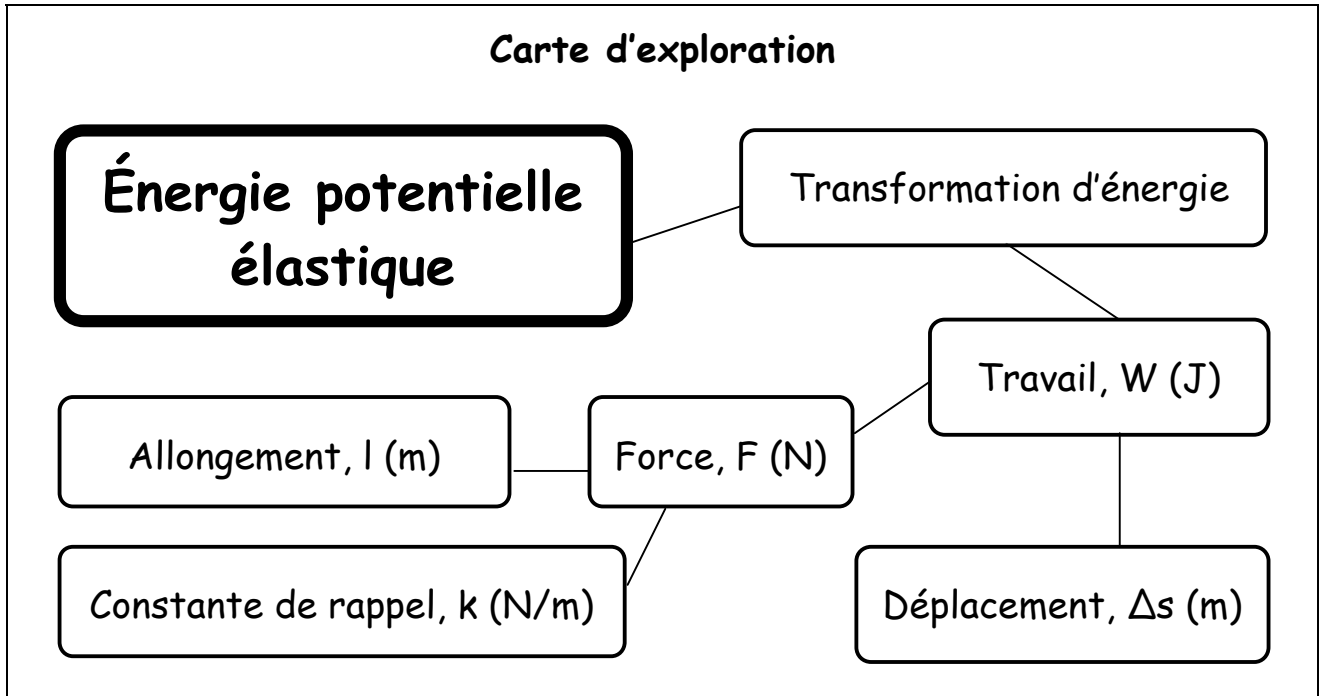 Carte d’exploration
Énergie potentielle
élastique
Transformation d’énergie
Travail, W (J)
Allongement, l (m)
Force, F (N)
Constante de rappel, k (N/m)
Déplacement, Δs (m)